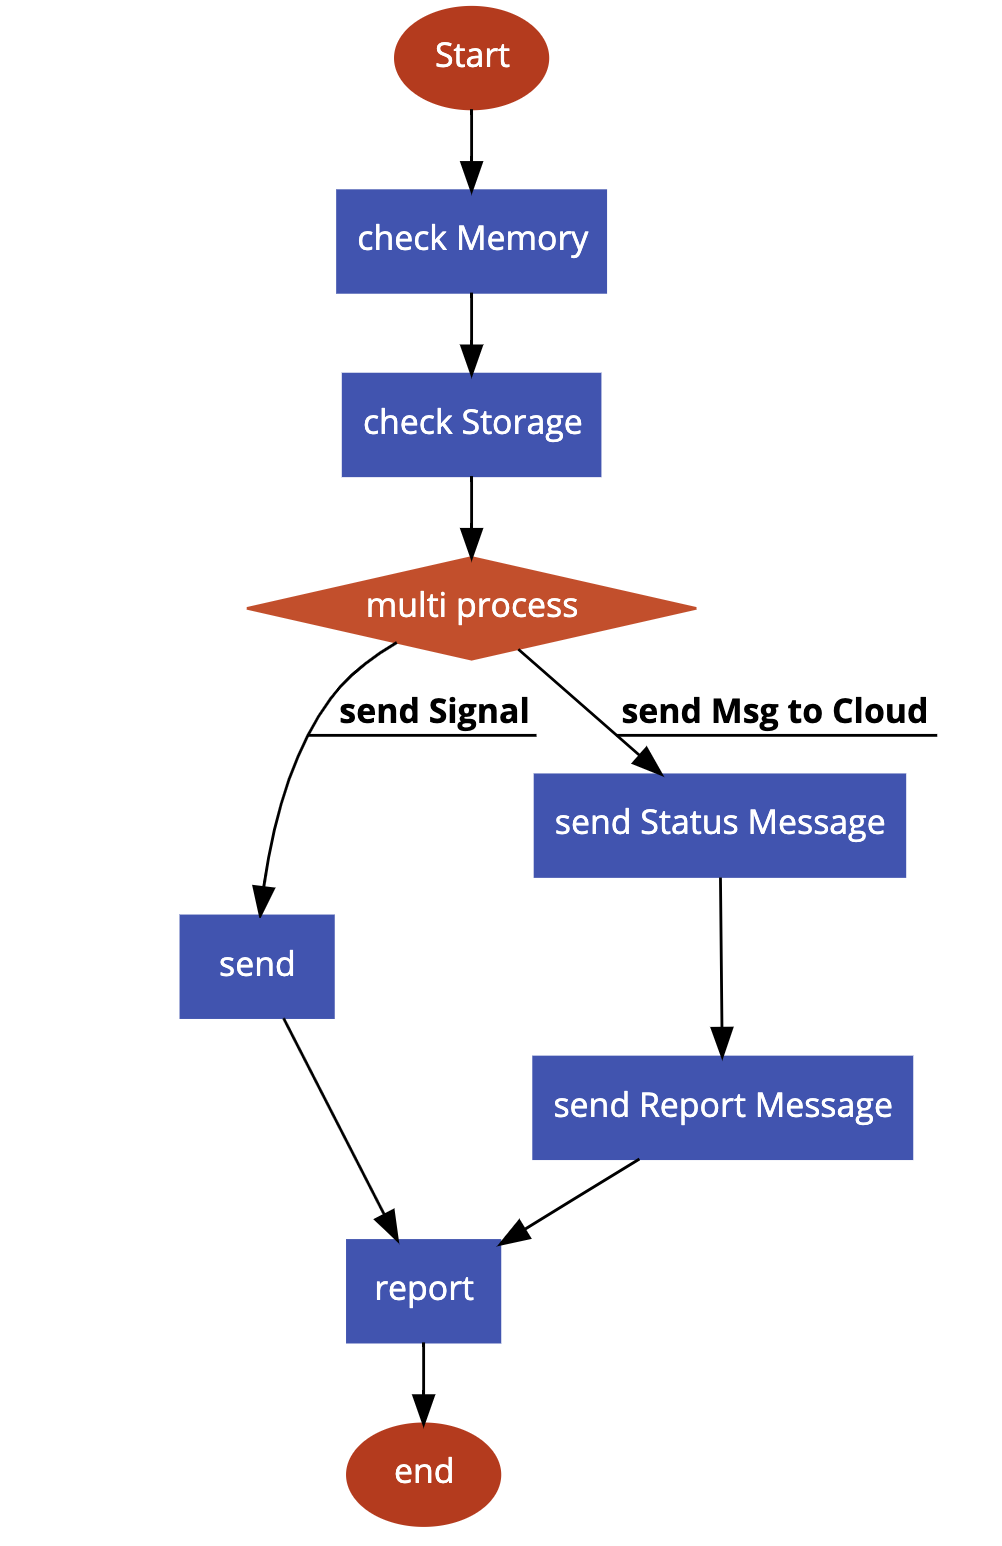 Start
check Memory
check Storage
multi process
send Signal
send Msg to Cloud
send Status Message
send
send Report Message
report
end